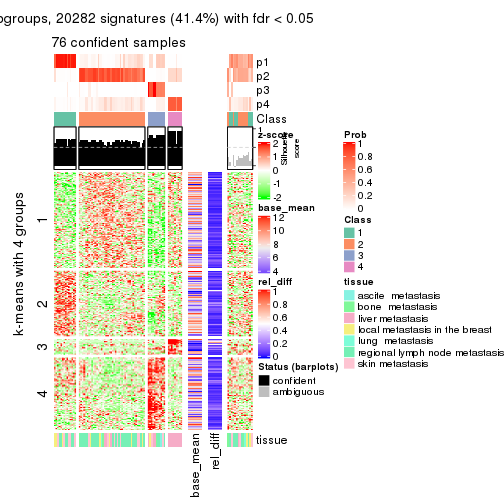 ogroups, 20282 signatures (41.4%) with fdr < 0.05
76 confident samples
p1
p2
p3
p4
Class
1
Silhouette
score
k-means with 4 groups
1
2
3
4
tissue
base_mean
rel_diff
z-score
2
1
0
-1
-2
base_mean
12
10
8
6
4
rel_diff
1
0.8
0.6
0.4
0.2
0
Status (barplots)
confident
ambiguous
Prob
1
0.8
0.6
0.4
0.2
0
Class
1
2
3
4
tissue
ascite metastasis
bone metastasis
liver metastasis
local metastasis in the breast
lung metastasis
regional lymph node metastasis
skin metastasis